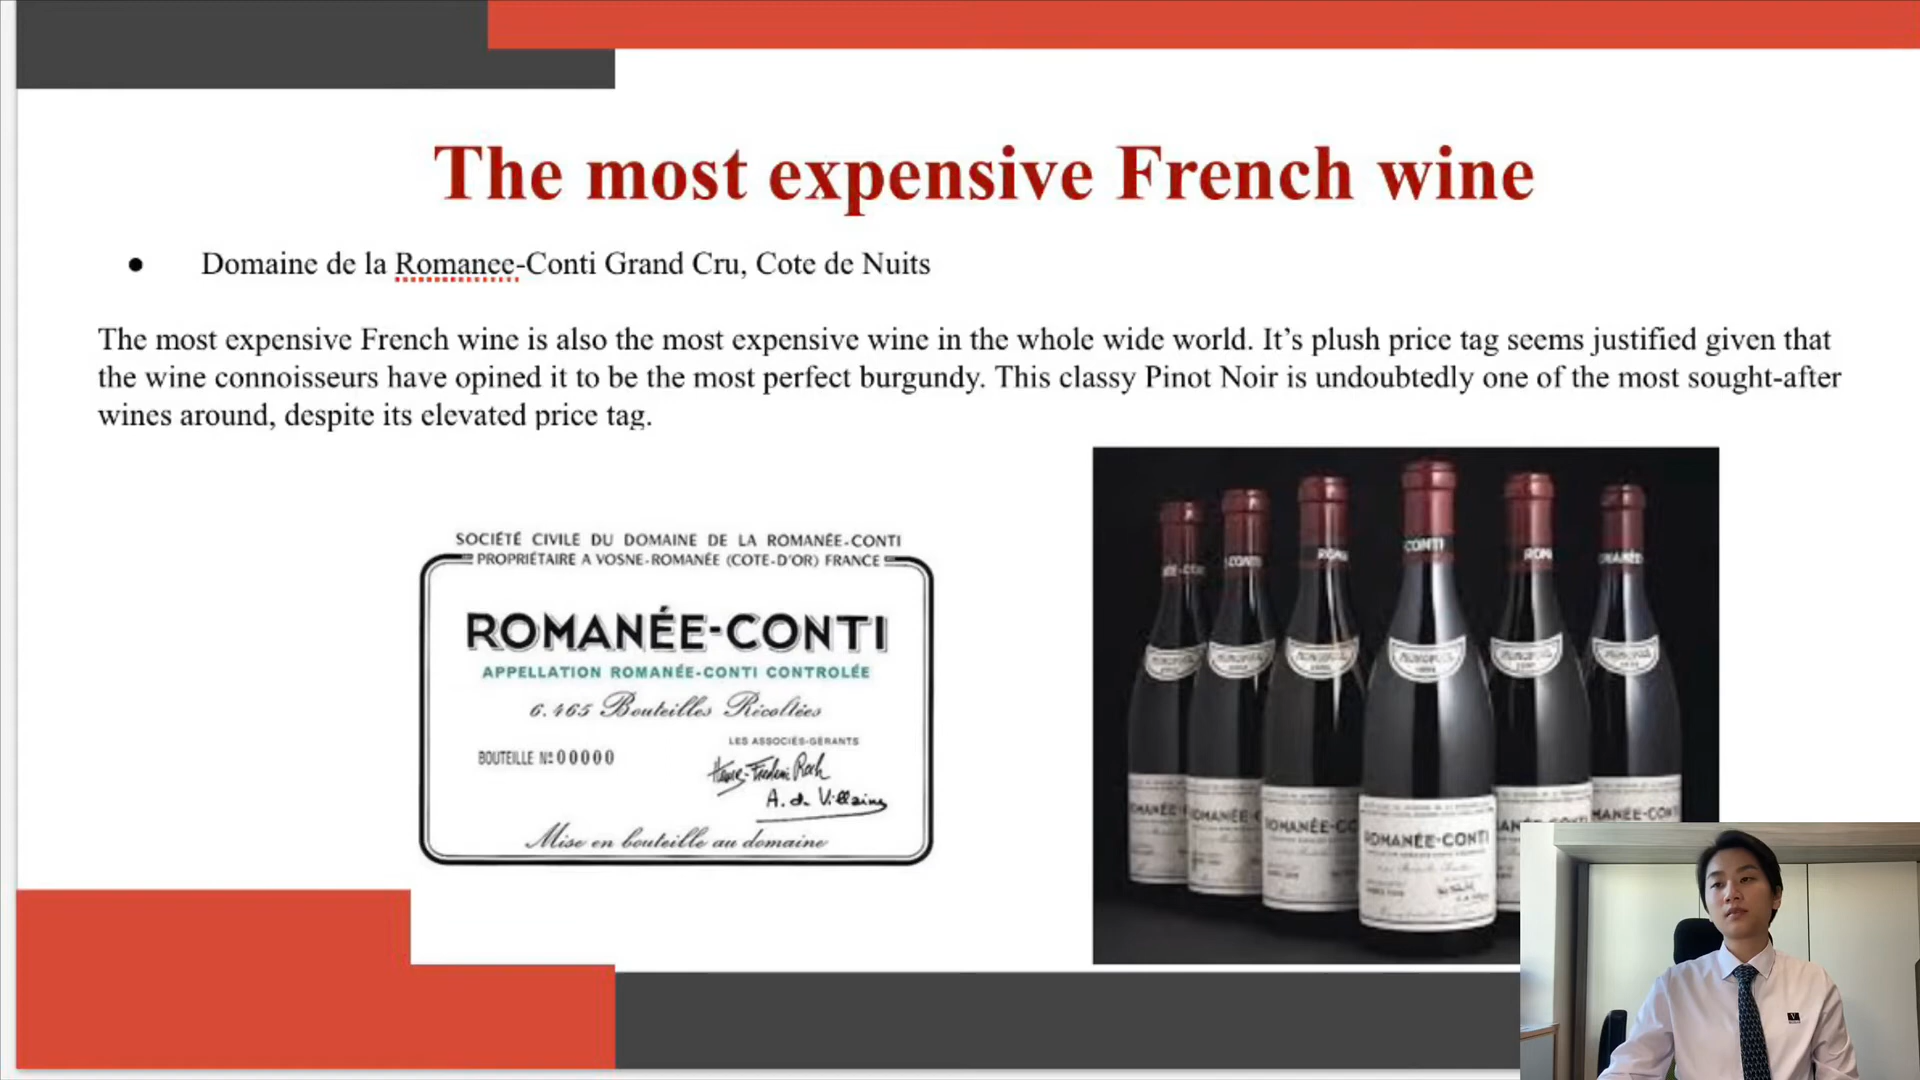 The most expensive French wine
● Domaine de la Romanee-Conti Grand Cru, Cote de Nuits
The most expensive French wine is also the most expensive wine in the whole wide world. It’s plush price tag seems justified given that
the wine connoisseurs have opined it to be the most perfect burgundy. This classy Pinot Noir is undoubtedly one of the most sought-after
wines around, despite its elevated price tag.
SOCIÉTÉ CIVILE DU DOMAINE DE LA ROMANÉE-CONTI
PROPRIÉTAIRE A VOSNE-ROMANÉE (COTE-D'OR) FRANCE
ROMANÉE-CONTI
APPELLATION ROMANÉE-CONTI CONTROLÉE
6.465 Bouteilles Récoltées
LES ASSOCIÉS-GÉRANTS
BOUTEILLE Nº 00000
A. de Villaine
Mise en bouteille au domaine
CONTI
ROMANÉE-CONTI